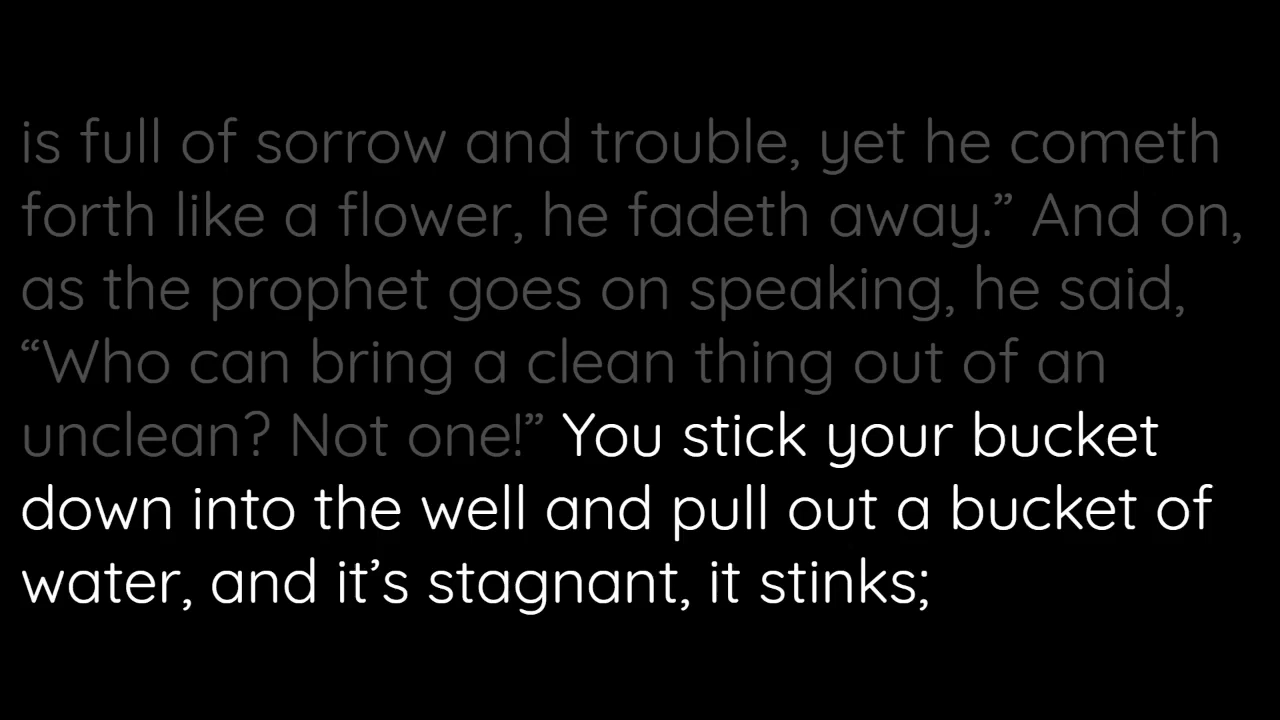 is full of sorrow and trouble, yet he cometh
forth like a flower, he fadeth away.” And on,
as the prophet goes on speaking, he said,
“Who can bring a clean thing out of an
unclean? Not one!” You stick your bucket
down into the well and pull out a bucket of
water, and it’s stagnant, it stinks;